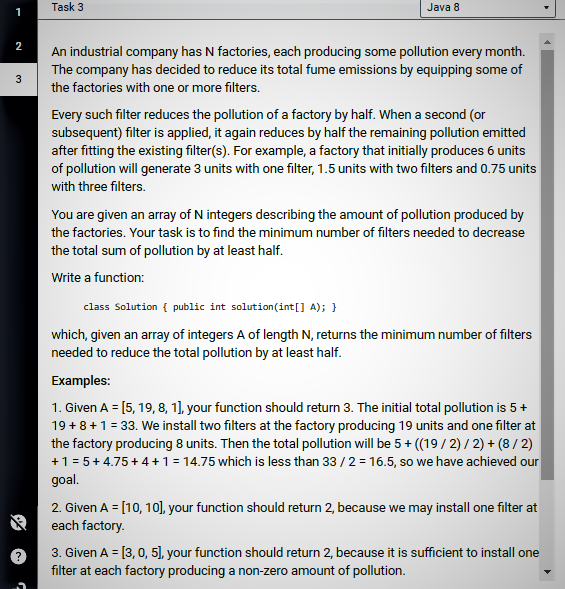 1
Task 3
Java 8
2
An industrial company has N factories, each producing some pollution every month.
The company has decided to reduce its total fume emissions by equipping some of
3
the factories with one or more filters.
Every such filter reduces the pollution of a factory by half. When a second (or
subsequent) filter is applied, it again reduces by half the remaining pollution emitted
after fitting the existing filter(s). For example, a factory that initially produces 6 units
of pollution will generate 3 units with one filter, 1.5 units with two filters and 0.75 units
with three filters.
You are given an array of N integers describing the amount of pollution produced by
the factories. Your task is to find the minimum number of filters needed to decrease
the total sum of pollution by at least half.
Write a function:
class Solution { public int solution(int[] A); }
which, given an array of integers A of length N, returns the minimum number of filters
needed to reduce the total pollution by at least half.
Examples:
1. Given A = [5, 19, 8, 1], your function should return 3. The initial total pollution is 5 +
19 + 8 + 1 = 33. We install two filters at the factory producing 19 units and one filter at
the factory producing 8 units. Then the total pollution will be 5 + ((19 / 2) / 2) + (8 / 2)
+ 1 = 5 + 4.75 + 4 + 1 = 14.75 which is less than 33 / 2 = 16.5, so we have achieved our
goal.
2. Given A = [10, 10], your function should return 2, because we may install one filter at
each factory.
3. Given A = [3, 0, 5], your function should return 2, because it is sufficient to install one
?
filter at each factory producing a non-zero amount of pollution.